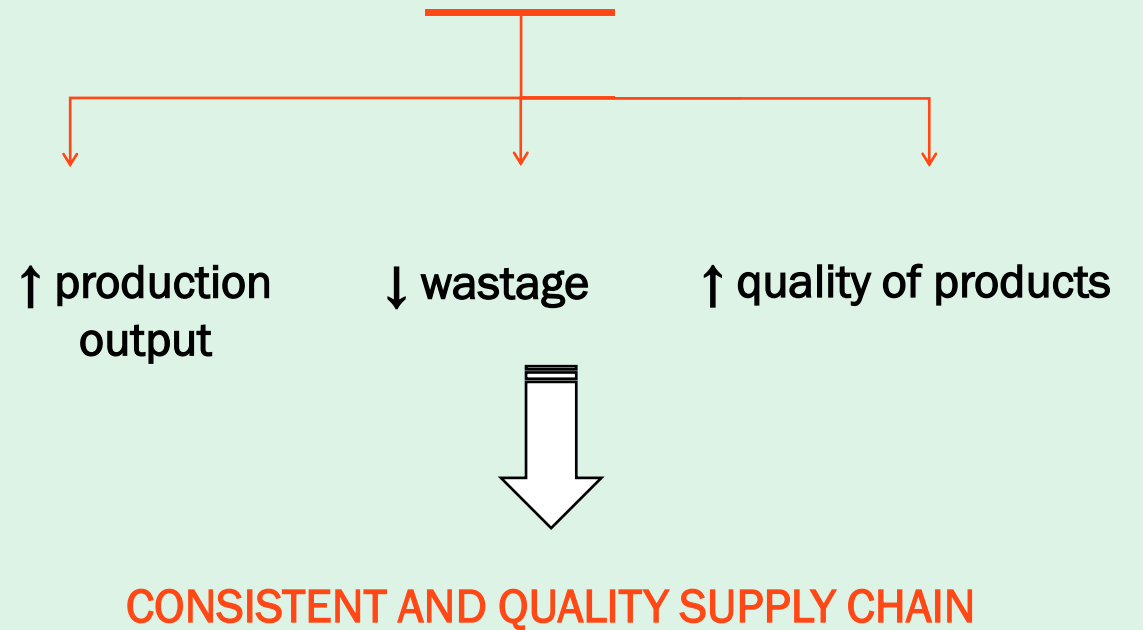 ↑ production ↓ wastage ↑ quality of products
output
CONSISTENT AND QUALITY SUPPLY CHAIN